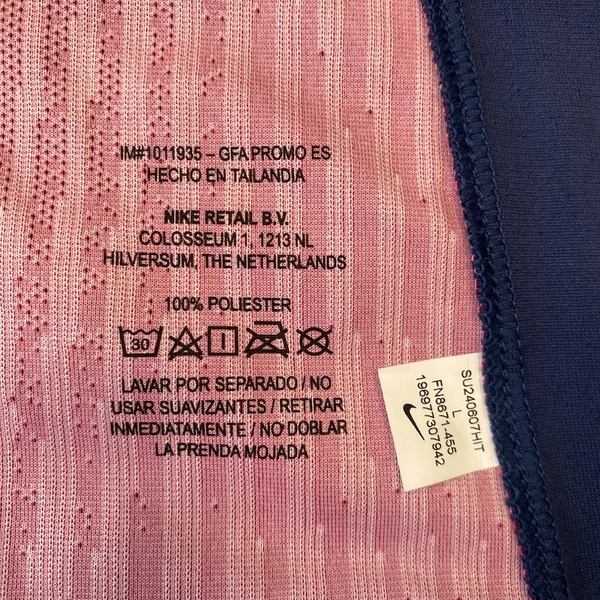 IM#1011935 – GFA PROMO ES
HECHO EN TAILANDIA
NIKE RETAIL B.V.
COLOSSEUM 1, 1213 NL
HILVERSUM, THE NETHERLANDS
100% POLIESTER
30
LAVAR POR SEPARADO / NO
USAR SUAVIZANTES / RETIRAR
INMEDIATAMENTE / NO DOBLAR
LA PRENDA MOJADA
SU240607HIT
L
FN8671-455
196977307942